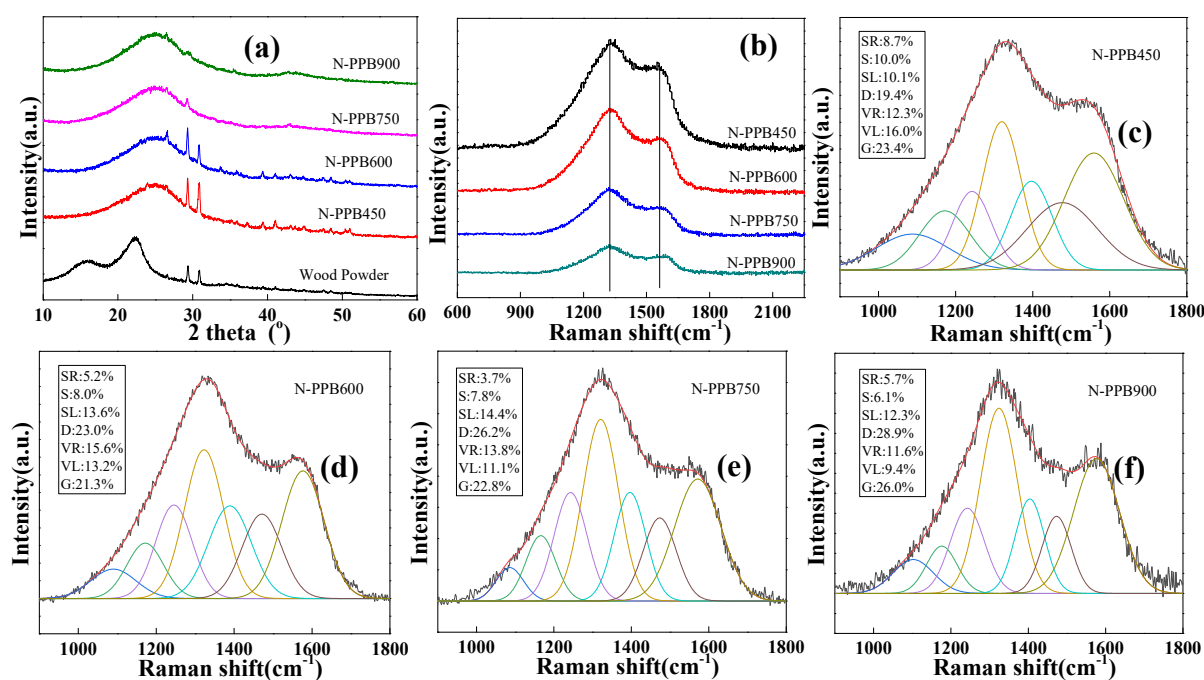 (a)
N-PPB900
N-PPB750
N-PPB600
N-PPB450
Wood Powder
Intensity(a.u.)
10 20 30 40 50 60
2 theta (°)
(b)
N-PPB450
N-PPB600
N-PPB750
N-PPB900
Intensity(a.u.)
600 900 1200 1500 1800 2100
Raman shift(cm⁻¹)
SR:8.7%
S:10.0%
SL:10.1%
D:19.4%
VR:12.3%
VL:16.0%
G:23.4%
N-PPB450
(c)
Intensity(a.u.)
1000 1200 1400 1600 1800
Raman shift(cm⁻¹)
SR:5.2%
S:8.0%
SL:13.6%
D:23.0%
VR:15.6%
VL:13.2%
G:21.3%
N-PPB600
(d)
Intensity(a.u.)
1000 1200 1400 1600 1800
Raman shift(cm⁻¹)
SR:3.7%
S:7.8%
SL:14.4%
D:26.2%
VR:13.8%
VL:11.1%
G:22.8%
N-PPB750
(e)
Intensity(a.u.)
1000 1200 1400 1600 1800
Raman shift(cm⁻¹)
SR:5.7%
S:6.1%
SL:12.3%
D:28.9%
VR:11.6%
VL:9.4%
G:26.0%
N-PPB900
(f)
Intensity(a.u.)
1000 1200 1400 1600 1800
Raman shift(cm⁻¹)